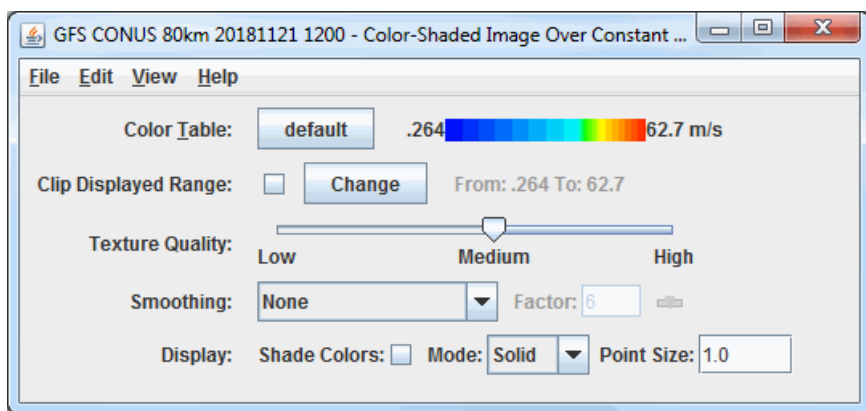 GFS CONUS 80km 20181121 1200 - Color-Shaded Image Over Constant ...
File Edit View Help
Color Table: default .264 62.7 m/s
Clip Displayed Range: Change From: .264 To: 62.7
Texture Quality:
Low Medium High
Smoothing: None Factor: 6
Display: Shade Colors: Mode: Solid Point Size: 1.0